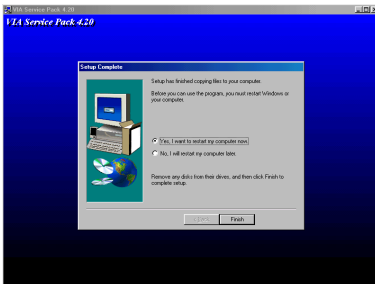 VIA Service Pack 4.20
VIA Service Pack 4.20
Setup Complete
Setup has finished copying files to your computer.
Before you can use the program, you must restart Windows or
your computer.
Yes, I want to restart my computer now.
No, I will restart my computer later.
Remove any disks from their drives, and then click Finish to
complete setup.
< Back
Finish